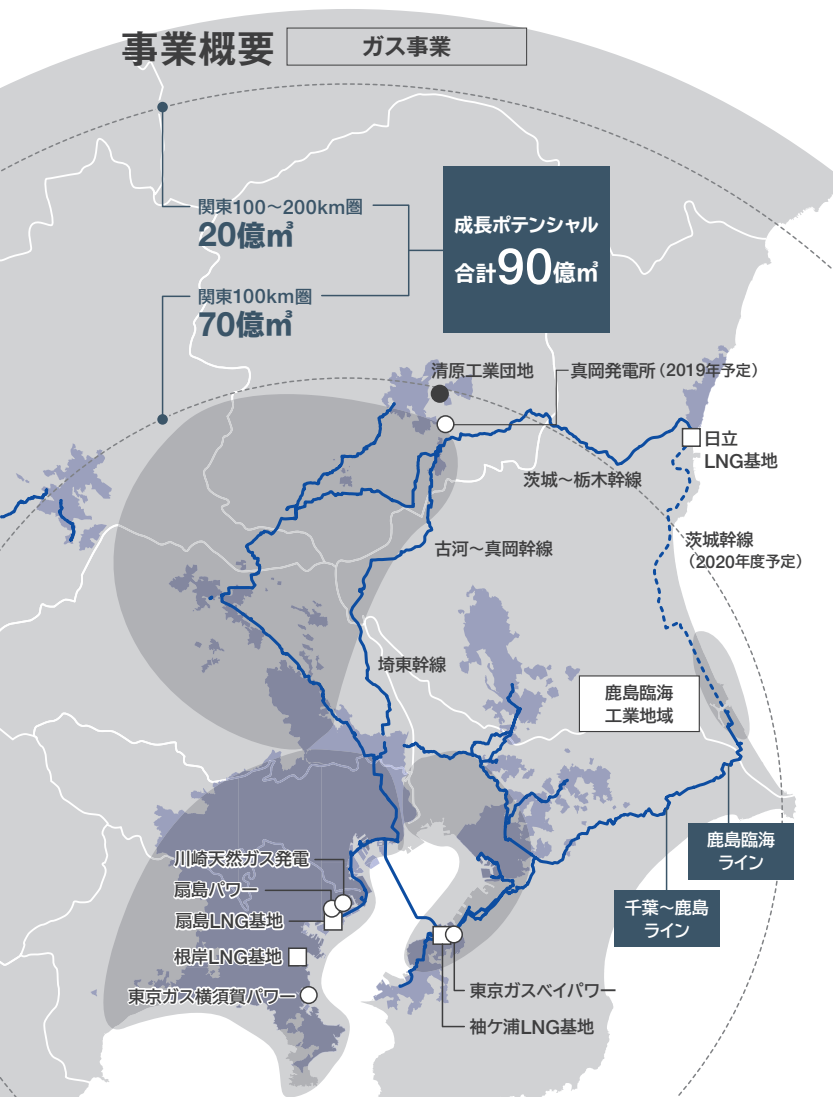 事業概要
ガス事業
関東100～200km圏
20億㎥
関東100km圏
70億㎥
成長ポテンシャル
合計90億㎥
清原工業団地
真岡発電所（2019年予定）
日立
LNG基地
茨城～栃木幹線
茨城幹線
（2020年度予定）
古河～真岡幹線
埼東幹線
鹿島臨海
工業地域
鹿島臨海
ライン
千葉～鹿島
ライン
川崎天然ガス発電
扇島パワー
扇島LNG基地
根岸LNG基地
東京ガス横須賀パワー
東京ガスベイパワー
袖ケ浦LNG基地